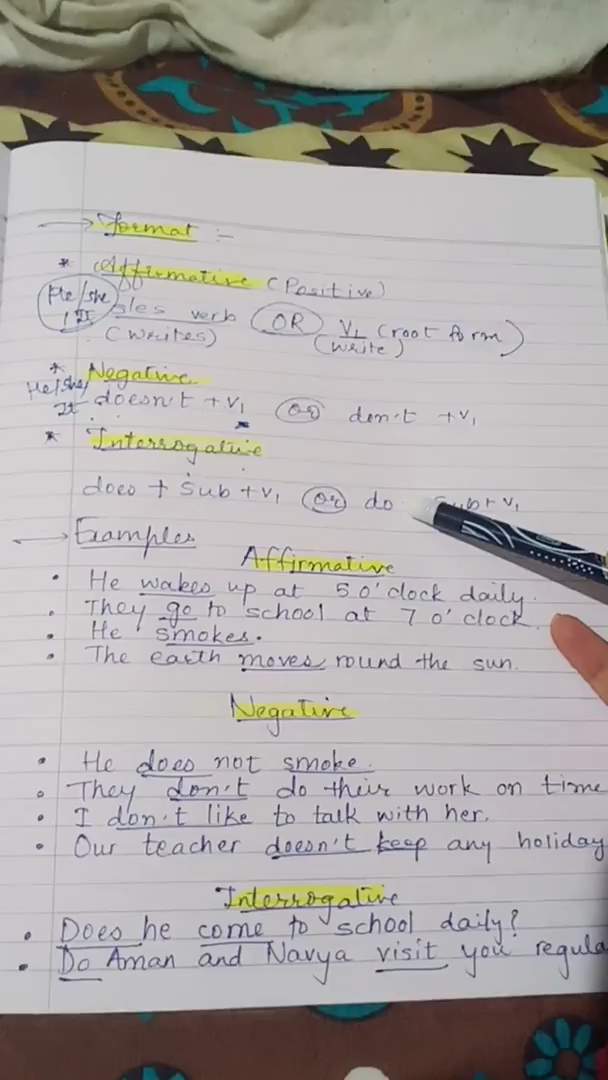 → Format :-
* Affirmative (Positive)
He/she
It s/es verb OR V1 (root form)
(writes) (write)
* Negative
He/she/
It doesn't + V1 or don't + V1
* Interrogative
does + Sub + V1 or do Sub + V1
→ Examples
Affirmative
• He wakes up at 5 o'clock daily.
• They go to school at 7 o'clock.
• He smokes.
• The earth moves round the sun.
Negative
• He does not smoke.
• They don't do their work on time
• I don't like to talk with her.
• Our teacher doesn't keep any holiday
Interrogative
• Does he come to school daily?
• Do Aman and Navya visit you regula